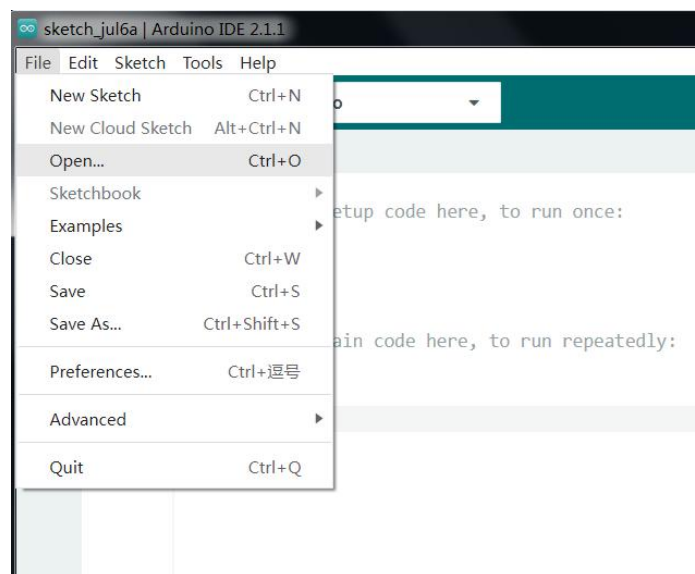 sketch_jul6a | Arduino IDE 2.1.1
File Edit Sketch Tools Help
New Sketch Ctrl+N
New Cloud Sketch Alt+Ctrl+N
Open... Ctrl+O
Sketchbook
Examples
Close Ctrl+W
Save Ctrl+S
Save As... Ctrl+Shift+S
Preferences... Ctrl+逗号
Advanced
Quit Ctrl+Q
o
etup code here, to run once:
ain code here, to run repeatedly: